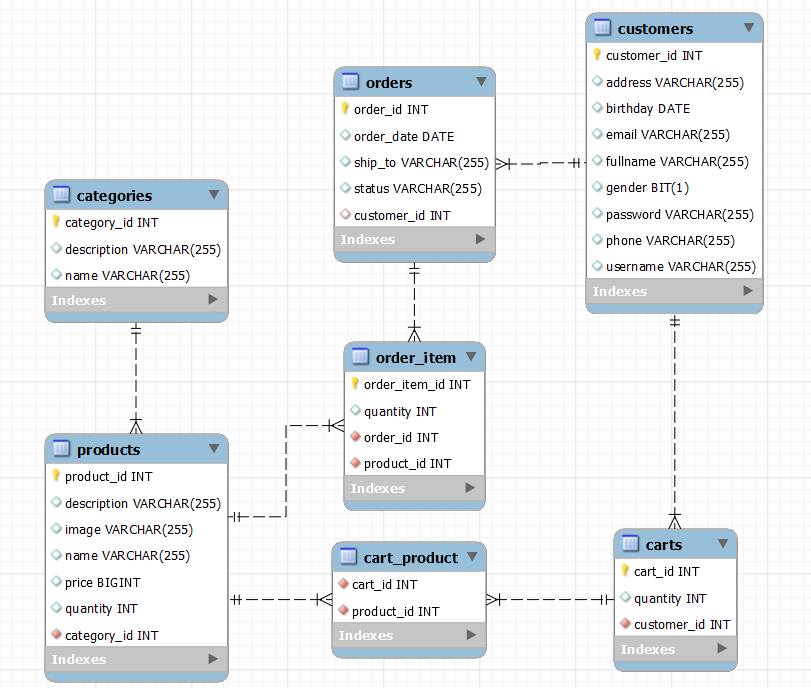 customers
customer_id INT
address VARCHAR(255)
birthday DATE
email VARCHAR(255)
fullname VARCHAR(255)
gender BIT(1)
password VARCHAR(255)
phone VARCHAR(255)
username VARCHAR(255)
Indexes
orders
order_id INT
order_date DATE
ship_to VARCHAR(255)
status VARCHAR(255)
customer_id INT
Indexes
categories
category_id INT
description VARCHAR(255)
name VARCHAR(255)
Indexes
order_item
order_item_id INT
quantity INT
order_id INT
product_id INT
Indexes
products
product_id INT
description VARCHAR(255)
image VARCHAR(255)
name VARCHAR(255)
price BIGINT
quantity INT
category_id INT
Indexes
cart_product
cart_id INT
product_id INT
Indexes
carts
cart_id INT
quantity INT
customer_id INT
Indexes